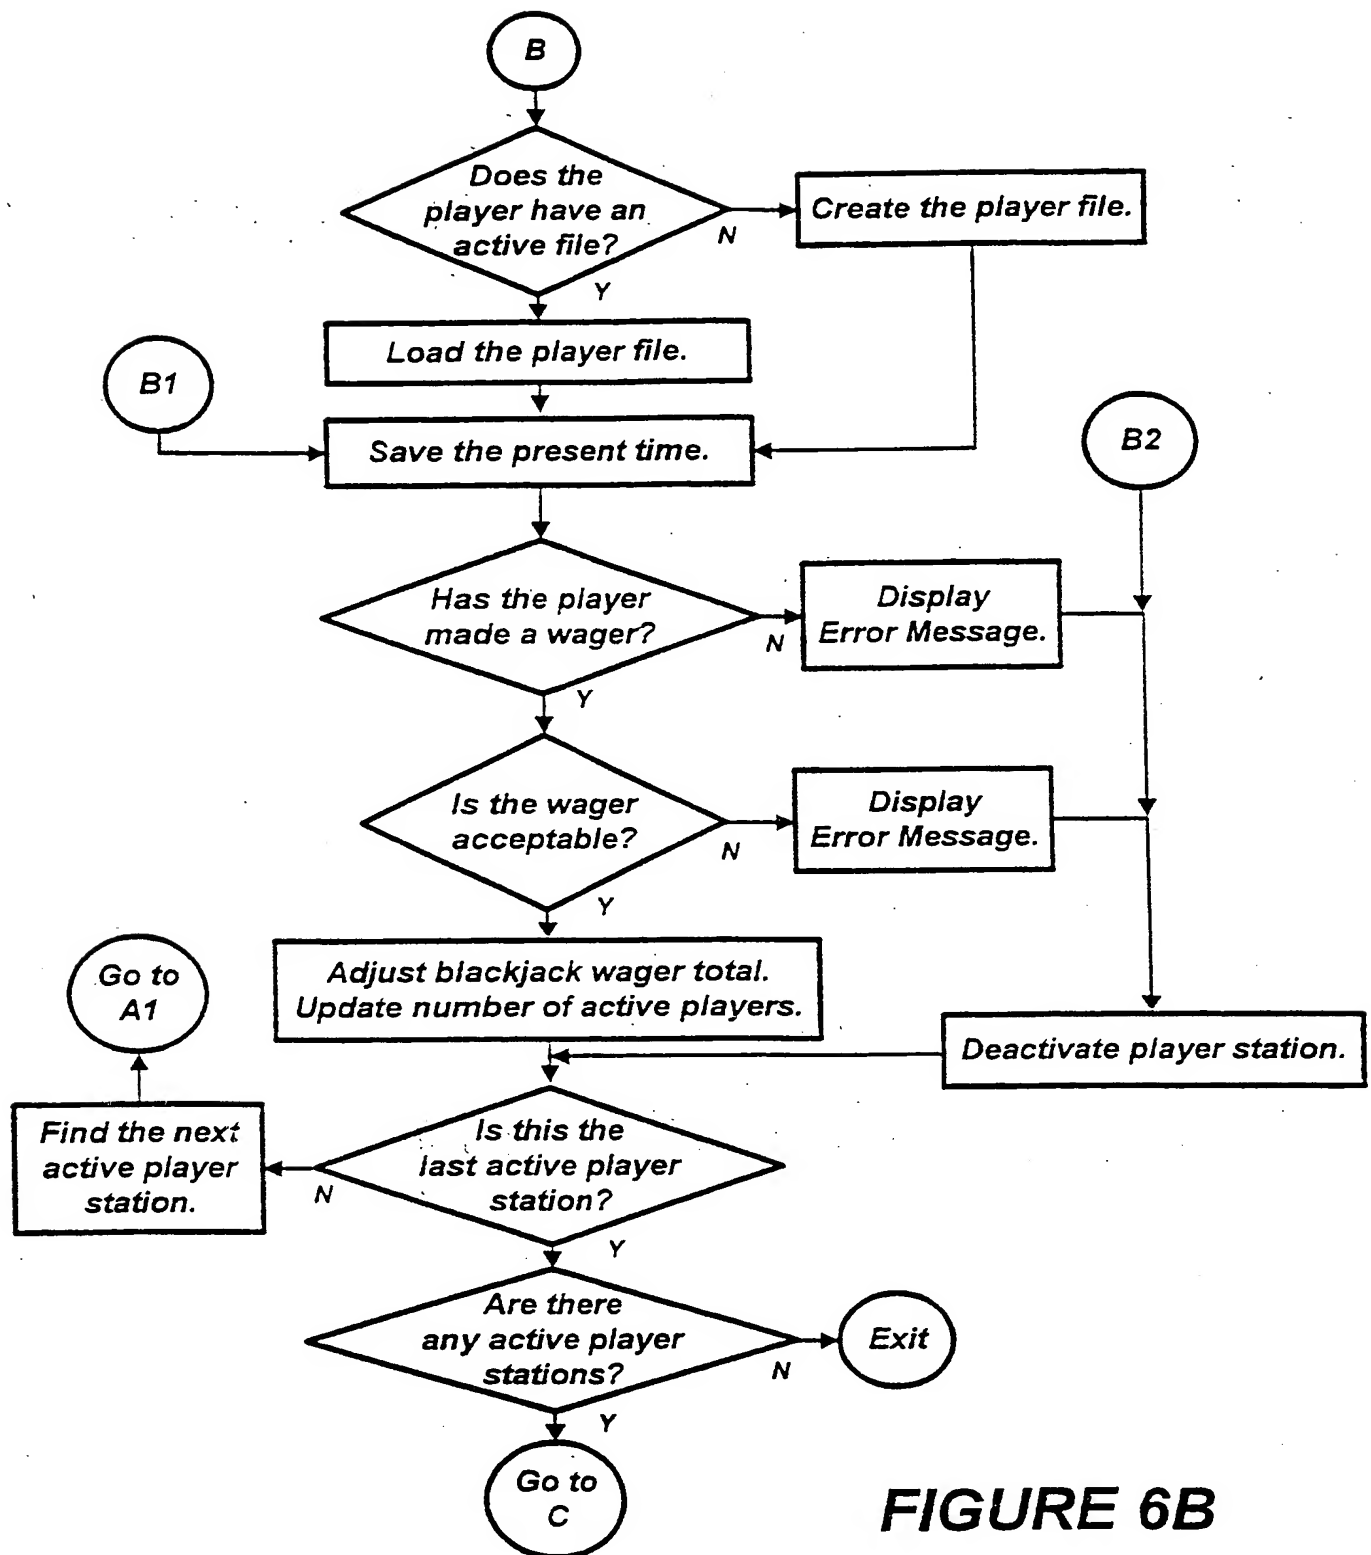 B
Does the
player have an
active file?
N
Create the player file.
Y
Load the player file.
B1
Save the present time.
B2
Has the player
made a wager?
N
Display
Error Message.
Y
Is the wager
acceptable?
N
Display
Error Message.
Y
Go to
A1
Adjust blackjack wager total.
Update number of active players.
Deactivate player station.
Find the next
active player
station.
N
Is this the
last active player
station?
Y
Are there
any active player
stations?
N
Exit
Y
Go to
C
FIGURE 6B